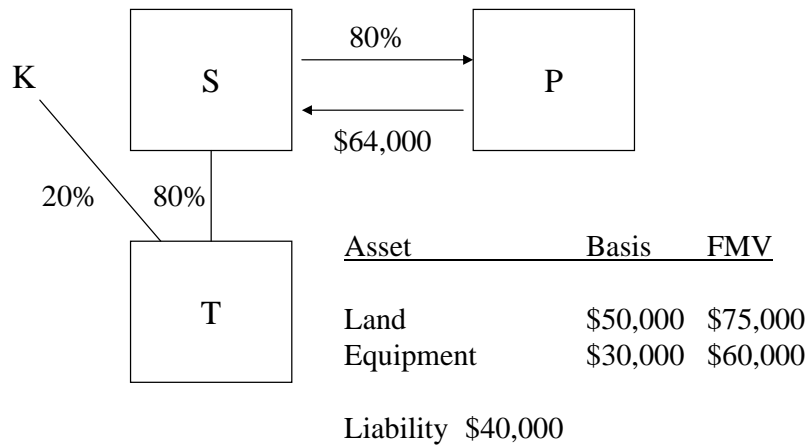 80%
K
S
P
$64,000
20% 80%
T
Asset Basis FMV
Land $50,000 $75,000
Equipment $30,000 $60,000
Liability $40,000